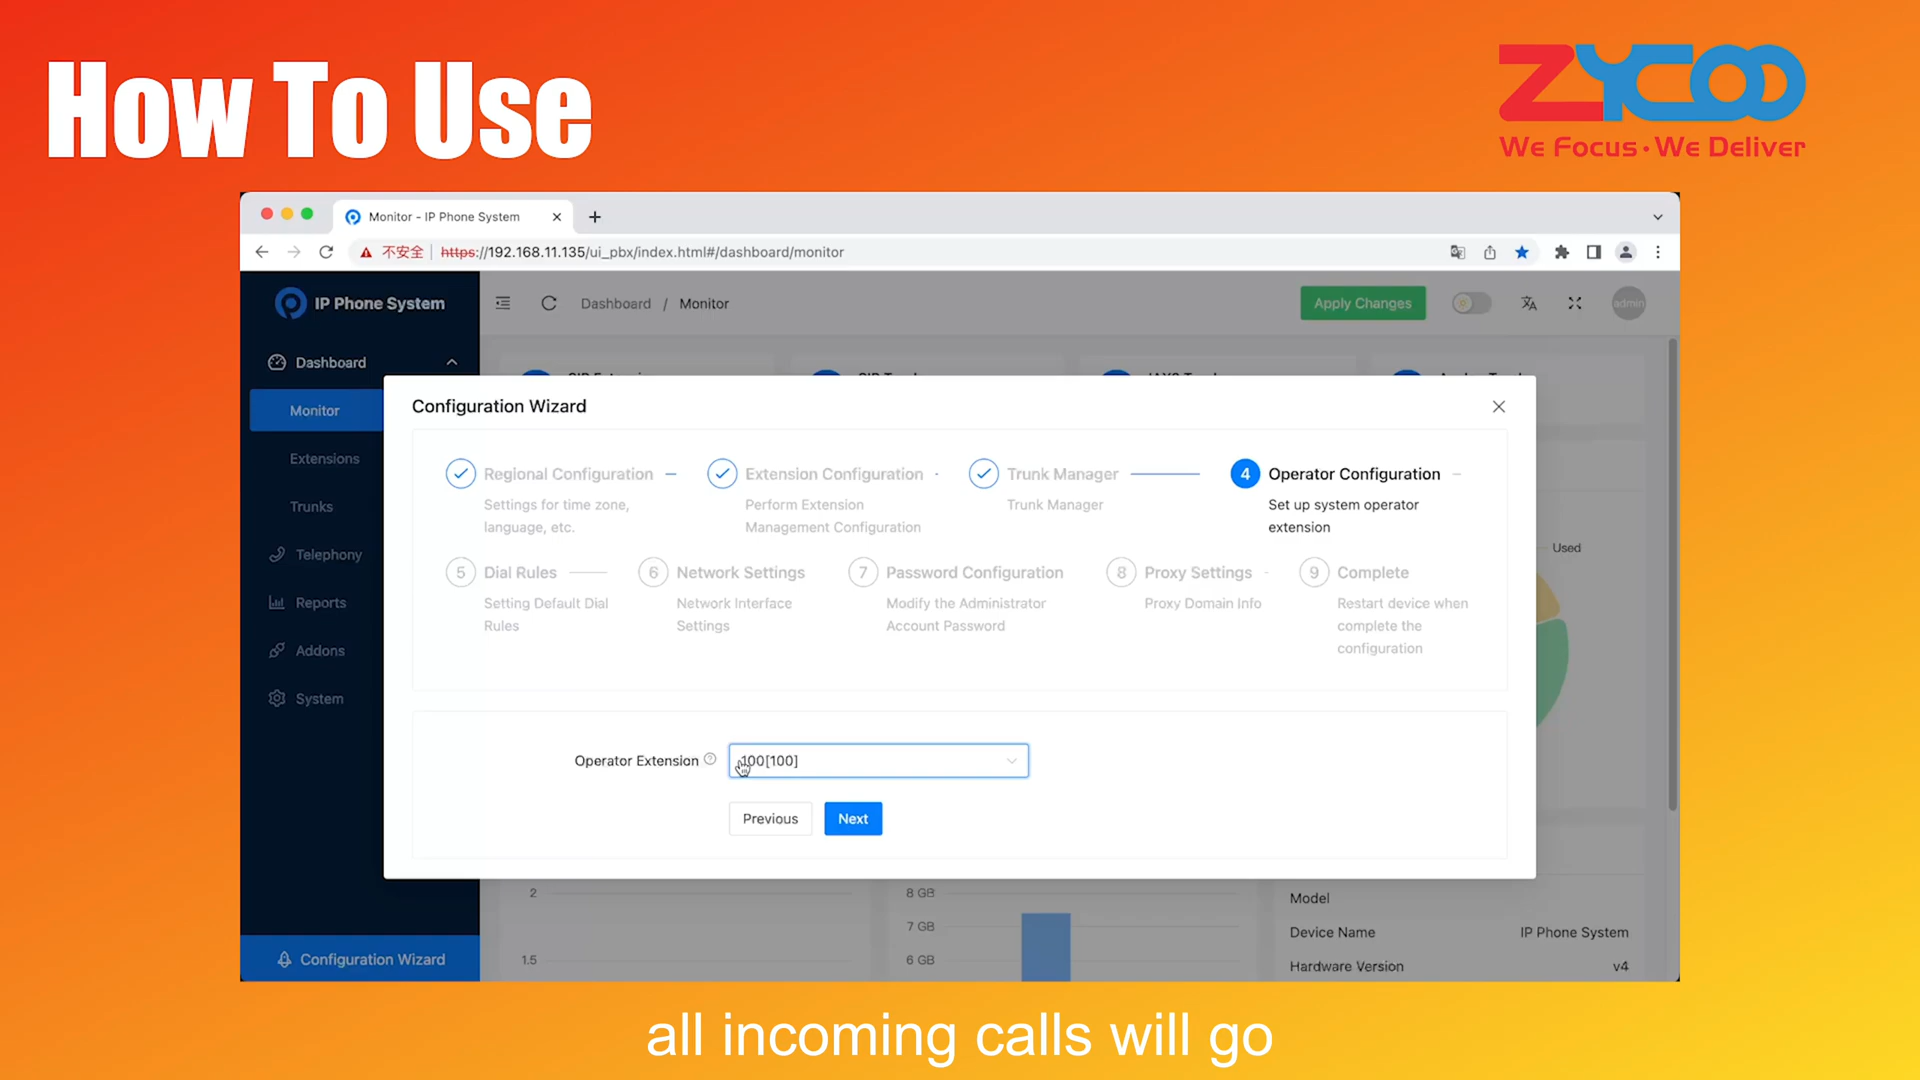 How To Use
ZYCOO
We Focus·We Deliver
Monitor - IP Phone System
不安全
https://192.168.11.135/ui_pbx/index.html#/dashboard/monitor
IP Phone System
Dashboard / Monitor
Apply Changes
admin
Dashboard
Monitor
Extensions
Trunks
Telephony
Reports
Addons
System
Configuration Wizard
Configuration Wizard
Regional Configuration
Settings for time zone,
language, etc.
Extension Configuration
Perform Extension
Management Configuration
Trunk Manager
Trunk Manager
4 Operator Configuration
Set up system operator
extension
5 Dial Rules
Setting Default Dial
Rules
6 Network Settings
Network Interface
Settings
7 Password Configuration
Modify the Administrator
Account Password
8 Proxy Settings
Proxy Domain Info
9 Complete
Restart device when
complete the
configuration
Used
Operator Extension
100[100]
Previous
Next
2
1.5
8 GB
7 GB
6 GB
Model
Device Name IP Phone System
Hardware Version v4
all incoming calls will go